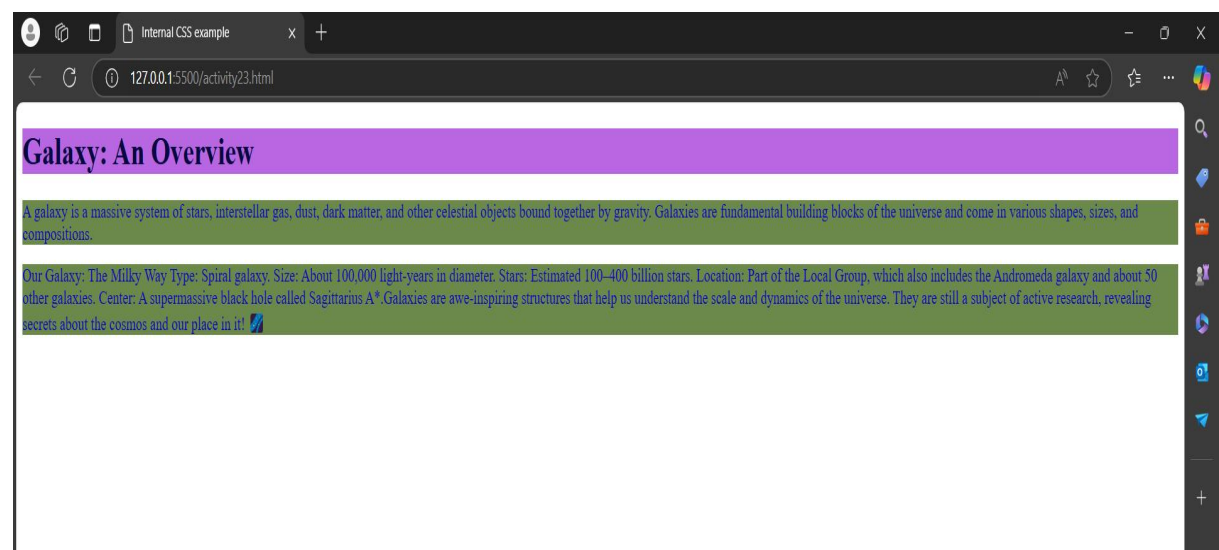 Internal CSS example
127.0.0.1:5500/activity23.html
Galaxy: An Overview
A galaxy is a massive system of stars, interstellar gas, dust, dark matter, and other celestial objects bound together by gravity. Galaxies are fundamental building blocks of the universe and come in various shapes, sizes, and
compositions.
Our Galaxy: The Milky Way Type: Spiral galaxy. Size: About 100,000 light-years in diameter. Stars: Estimated 100–400 billion stars. Location: Part of the Local Group, which also includes the Andromeda galaxy and about 50
other galaxies. Center: A supermassive black hole called Sagittarius A*.Galaxies are awe-inspiring structures that help us understand the scale and dynamics of the universe. They are still a subject of active research, revealing
secrets about the cosmos and our place in it! 🌌